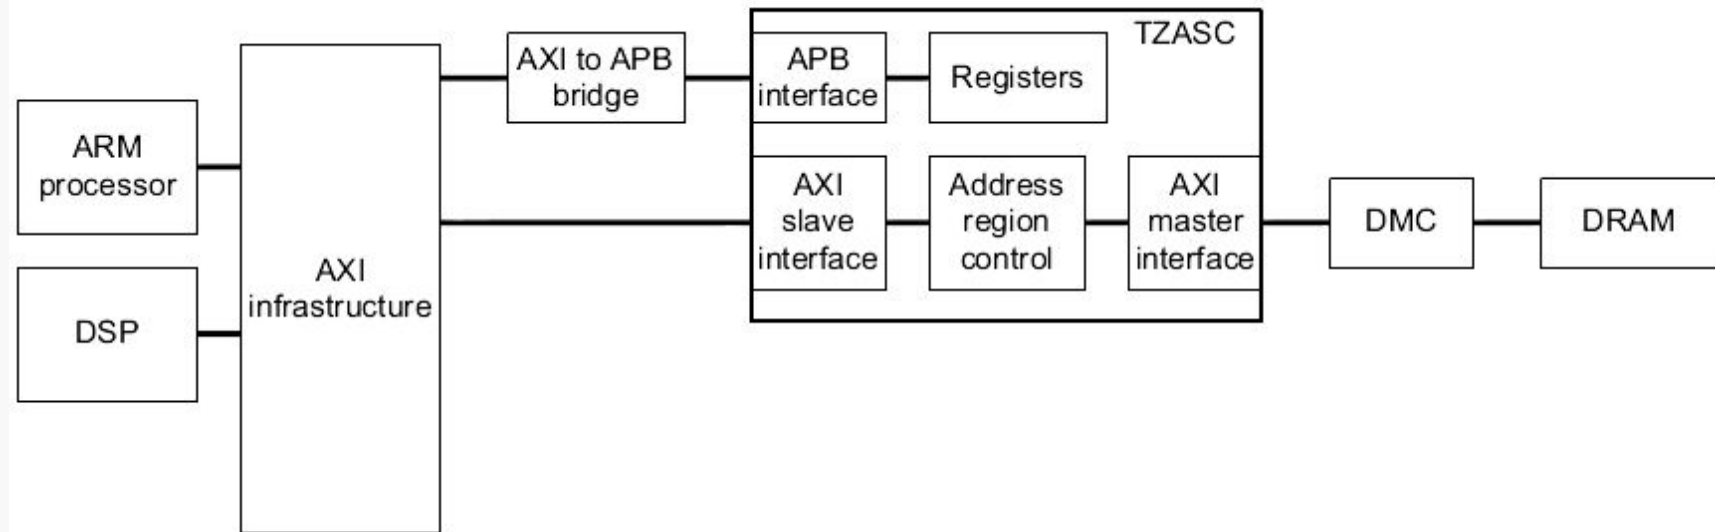 TZASC
AXI to APB
bridge
APB
interface
Registers
ARM
processor
AXI
slave
interface
Address
region
control
AXI
master
interface
DMC
DRAM
AXI
infrastructure
DSP